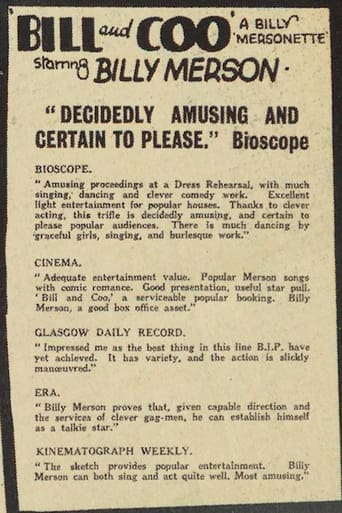 BILL and COO 'A BILLY MERSONETTE'
Starring BILLY MERSON.
"DECIDEDLY AMUSING AND
CERTAIN TO PLEASE." Bioscope
BIOSCOPE.
"Amusing proceedings at a Dress Rehearsal, with much
singing, dancing and clever comedy work. Excellent
light entertainment for popular houses. Thanks to clever
acting, this trifle is decidedly amusing, and certain to
please popular audiences. There is much dancing by
graceful girls, singing, and burlesque work."
CINEMA.
"Adequate entertainment value. Popular Merson songs
with comic romance. Good presentation, useful star pull.
'Bill and Coo,' a serviceable popular booking. Billy
Merson, a good box office asset."
GLASGOW DAILY RECORD.
"Impressed me as the best thing in this line B.I.P. have
yet achieved. It has variety, and the action is slickly
manœuvred."
ERA.
"Billy Merson proves that, given capable direction and
the services of clever gag-men, he can establish himself
as a talkie star."
KINEMATOGRAPH WEEKLY.
"The sketch provides popular entertainment. Billy
Merson can both sing and act quite well. Most amusing."